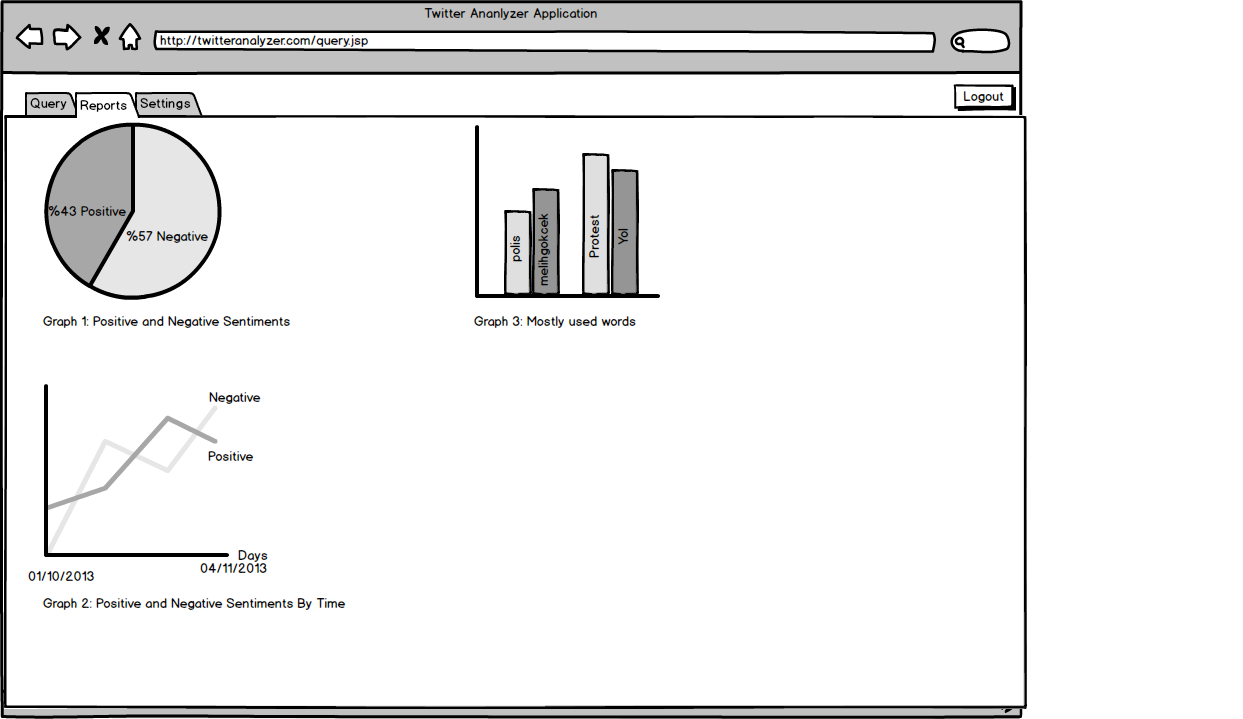 Twitter Ananlyzer Application
http://twitteranalyzer.com/query.jsp
Query
Reports
Settings
Logout
%43 Positive
%57 Negative
Graph 1: Positive and Negative Sentiments
polis
melihgokcek
Protest
Yol
Graph 3: Mostly used words
Negative
Positive
Days
01/10/2013
04/11/2013
Graph 2: Positive and Negative Sentiments By Time